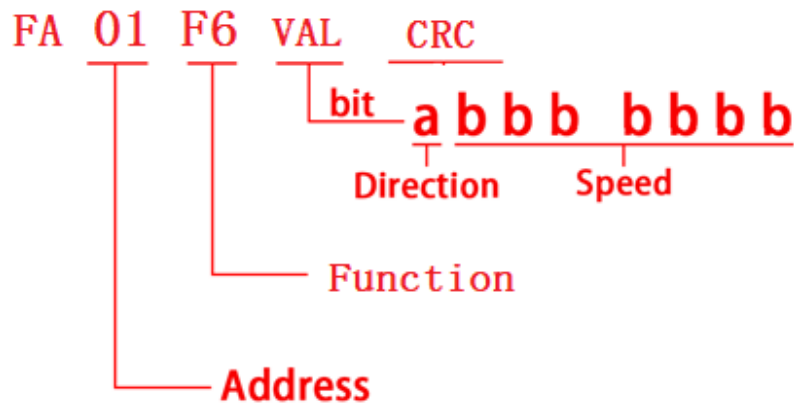 FA 01 F6 VAL CRC
bit a b b b b b b b
Direction Speed
Function
Address